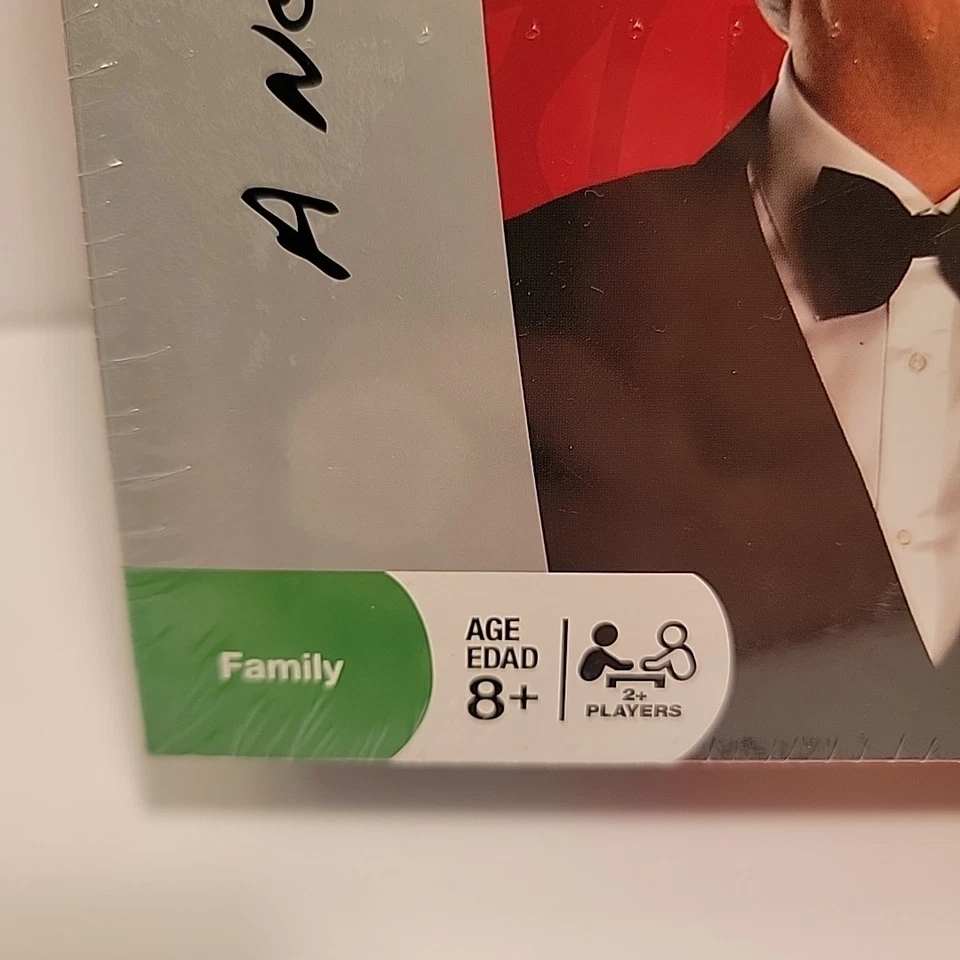 A No
Family
AGE
EDAD
8+
2+
PLAYERS